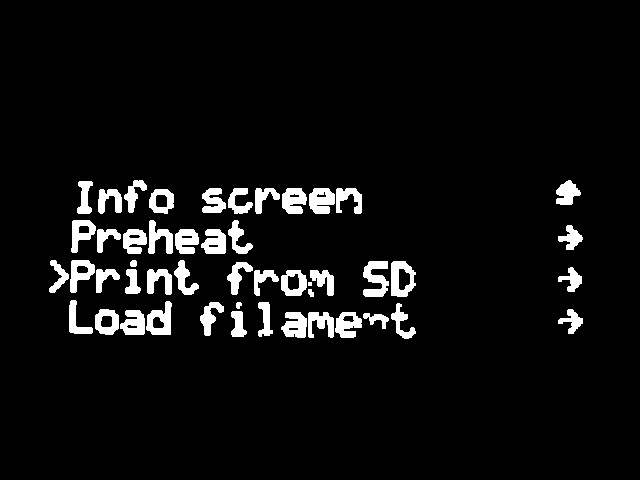 Info screen ↑
Preheat →
>Print from SD →
Load filament →